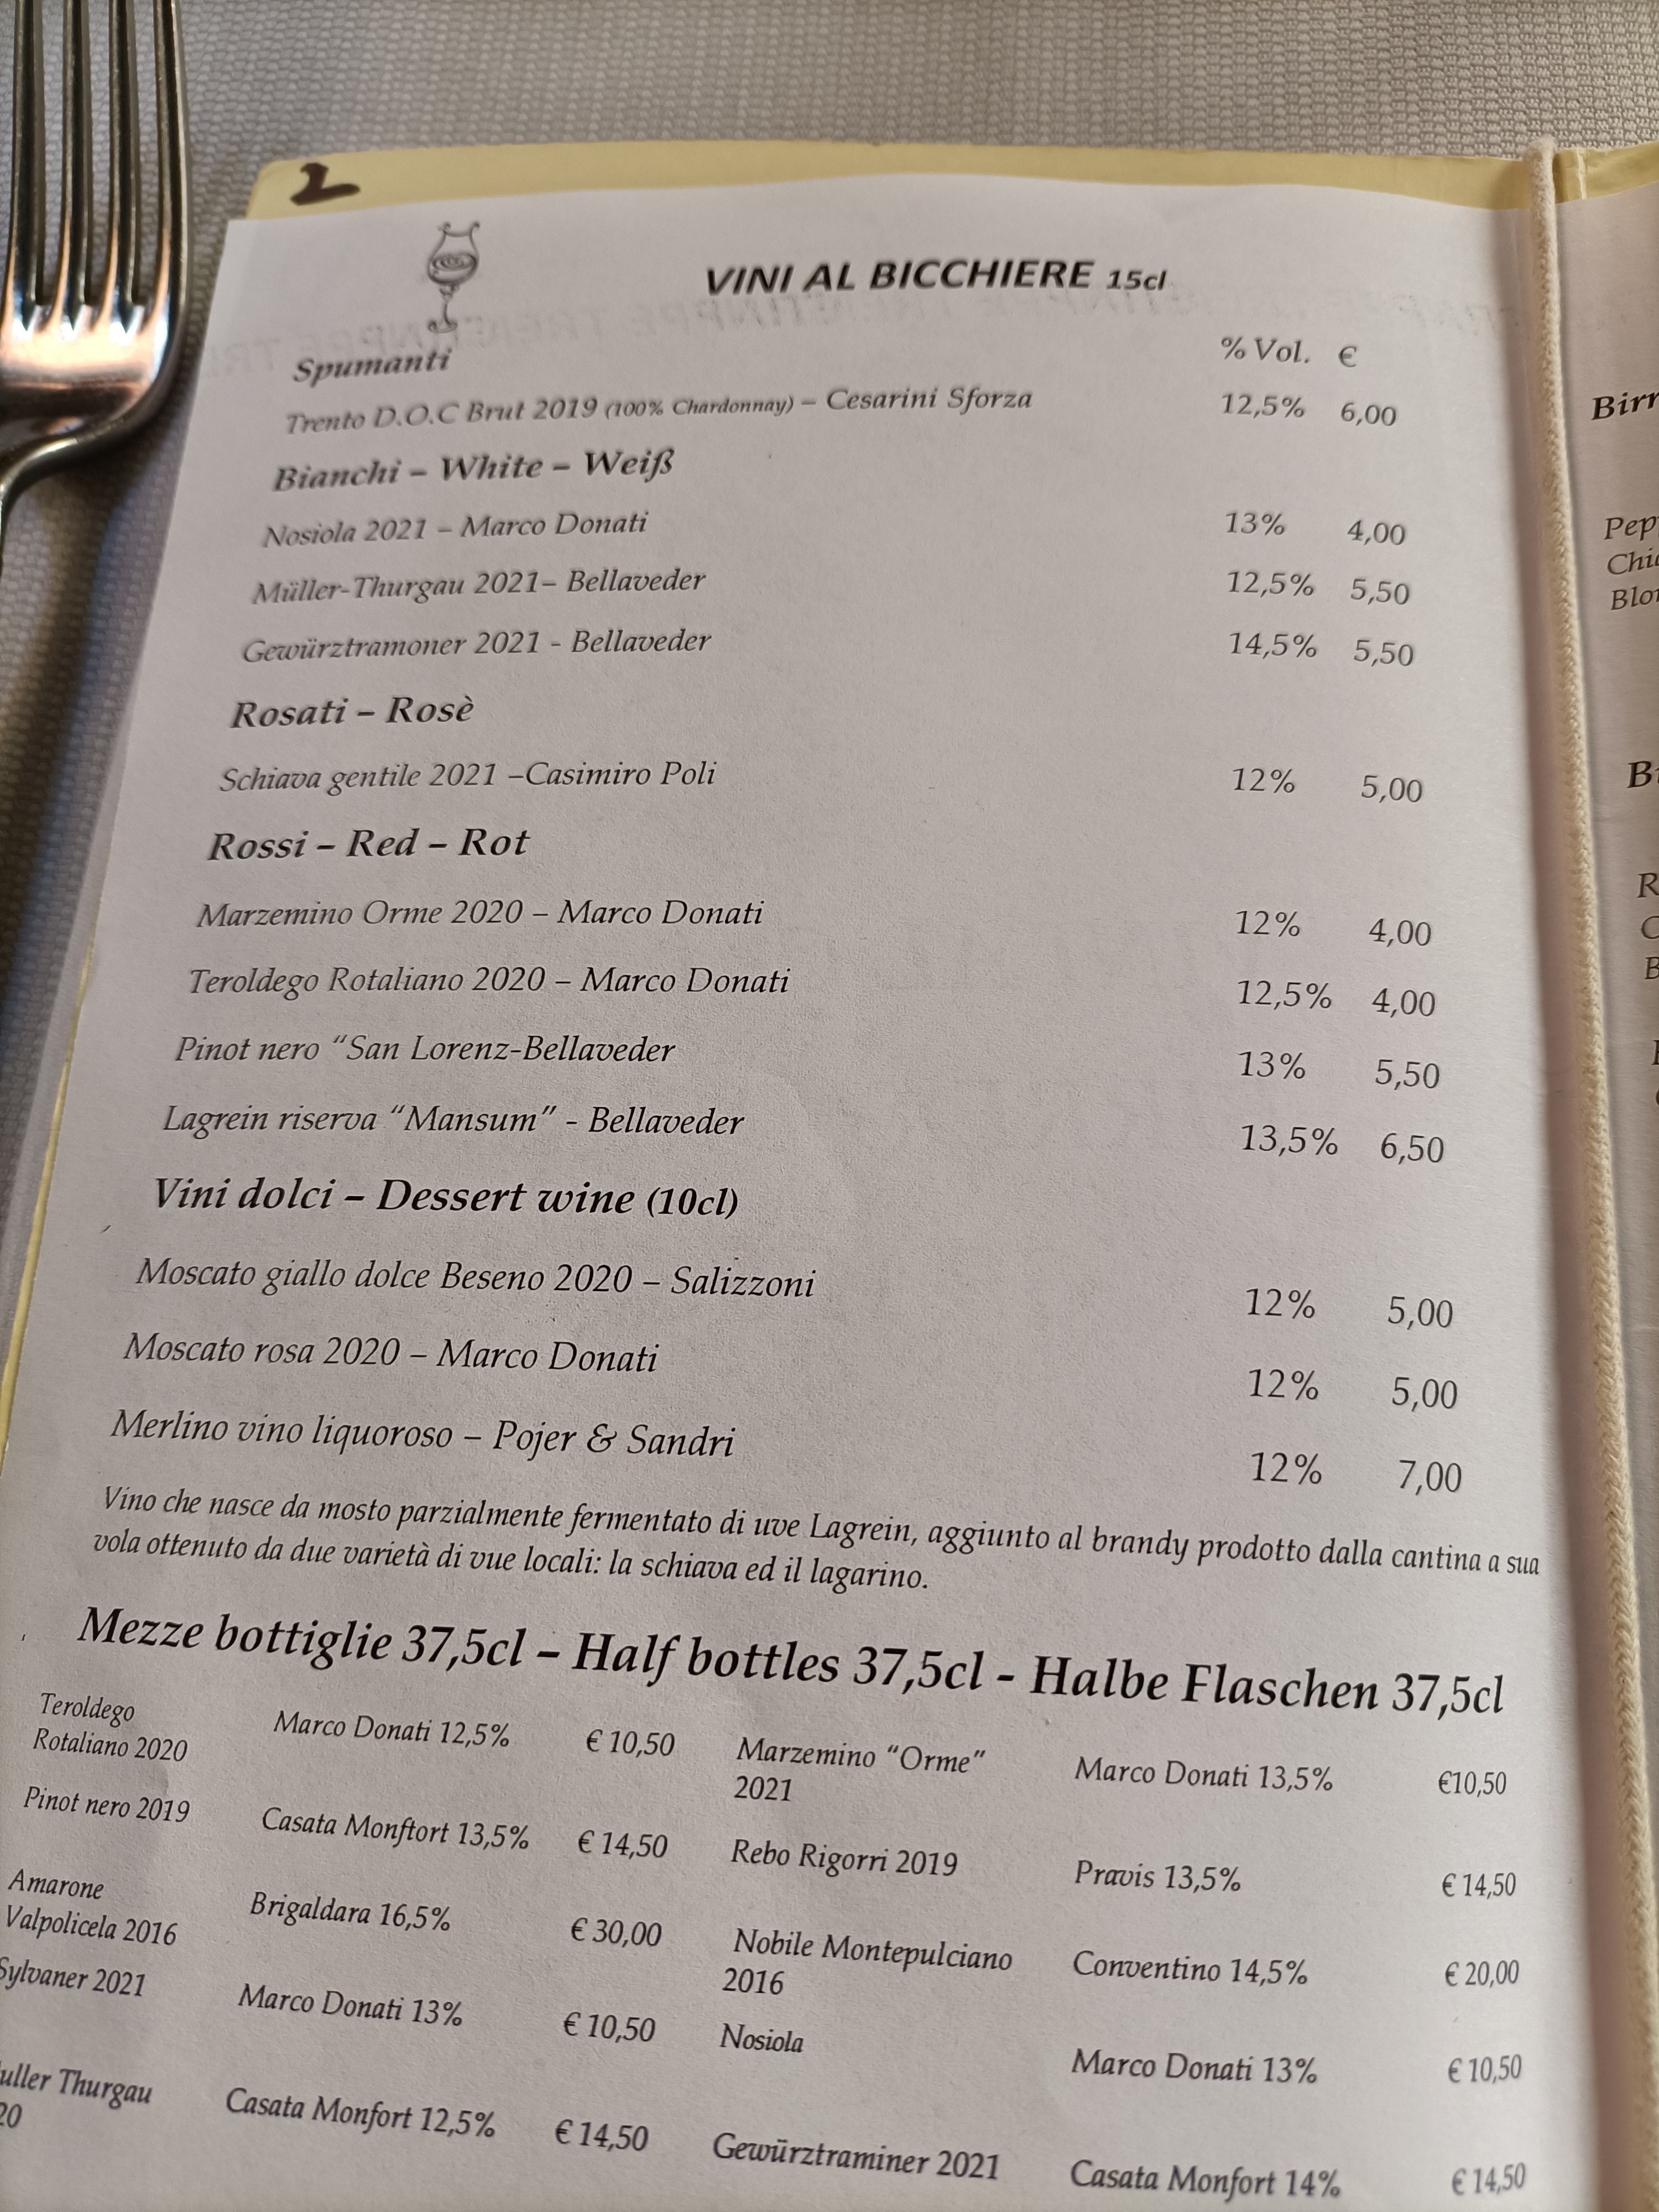 2
VINI AL BICCHIERE 15cl
Spumanti % Vol. €
Trento D.O.C Brut 2019 (100% Chardonnay) – Cesarini Sforza 12,5% 6,00
Bianchi – White – Weiß
Nosiola 2021 – Marco Donati 13% 4,00
Müller-Thurgau 2021– Bellaveder 12,5% 5,50
Gewürztramoner 2021 - Bellaveder 14,5% 5,50
Rosati – Rosè
Schiava gentile 2021 –Casimiro Poli 12% 5,00
Rossi – Red – Rot
Marzemino Orme 2020 – Marco Donati 12% 4,00
Teroldego Rotaliano 2020 – Marco Donati 12,5% 4,00
Pinot nero “San Lorenz-Bellaveder 13% 5,50
Lagrein riserva “Mansum” - Bellaveder 13,5% 6,50
Vini dolci – Dessert wine (10cl)
Moscato giallo dolce Beseno 2020 – Salizzoni 12% 5,00
Moscato rosa 2020 – Marco Donati 12% 5,00
Merlino vino liquoroso – Pojer & Sandri 12% 7,00
Vino che nasce da mosto parzialmente fermentato di uve Lagrein, aggiunto al brandy prodotto dalla cantina a sua
vola ottenuto da due varietà di vue locali: la schiava ed il lagarino.
Mezze bottiglie 37,5cl – Half bottles 37,5cl - Halbe Flaschen 37,5cl
Teroldego
Rotaliano 2020 Marco Donati 12,5% € 10,50
Marzemino “Orme”
2021 Marco Donati 13,5% €10,50
Pinot nero 2019 Casata Monftort 13,5% € 14,50
Rebo Rigorri 2019 Pravis 13,5% € 14,50
Amarone
Valpolicela 2016 Brigaldara 16,5% € 30,00
Nobile Montepulciano
2016 Conventino 14,5% € 20,00
Sylvaner 2021 Marco Donati 13% € 10,50
Nosiola Marco Donati 13% € 10,50
uller Thurgau
20 Casata Monfort 12,5% € 14,50
Gewürztraminer 2021 Casata Monfort 14% € 14,50
Birr
Pep
Chi
Blo